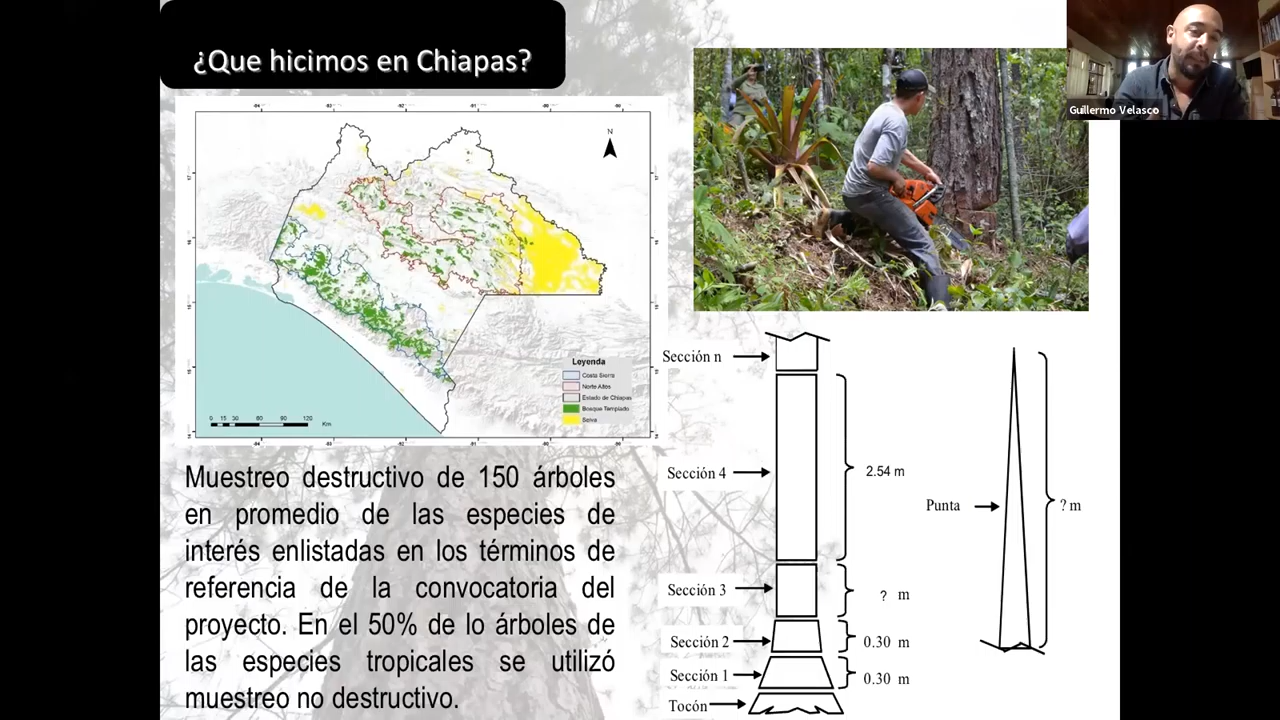 ¿Que hicimos en Chiapas?
Guillermo Velasco
N
Leyenda
Costa Sierra
Norte Altos
Estado de Chiapas
Bosque Templado
Selva
0 15 30 60 90 120
Km
Muestreo destructivo de 150 árboles
en promedio de las especies de
interés enlistadas en los términos de
referencia de la convocatoria del
proyecto. En el 50% de lo árboles de
las especies tropicales se utilizó
muestreo no destructivo.
Sección n
Sección 4
2.54 m
Sección 3
? m
Sección 2
0.30 m
Sección 1
0.30 m
Tocón
Punta
? m